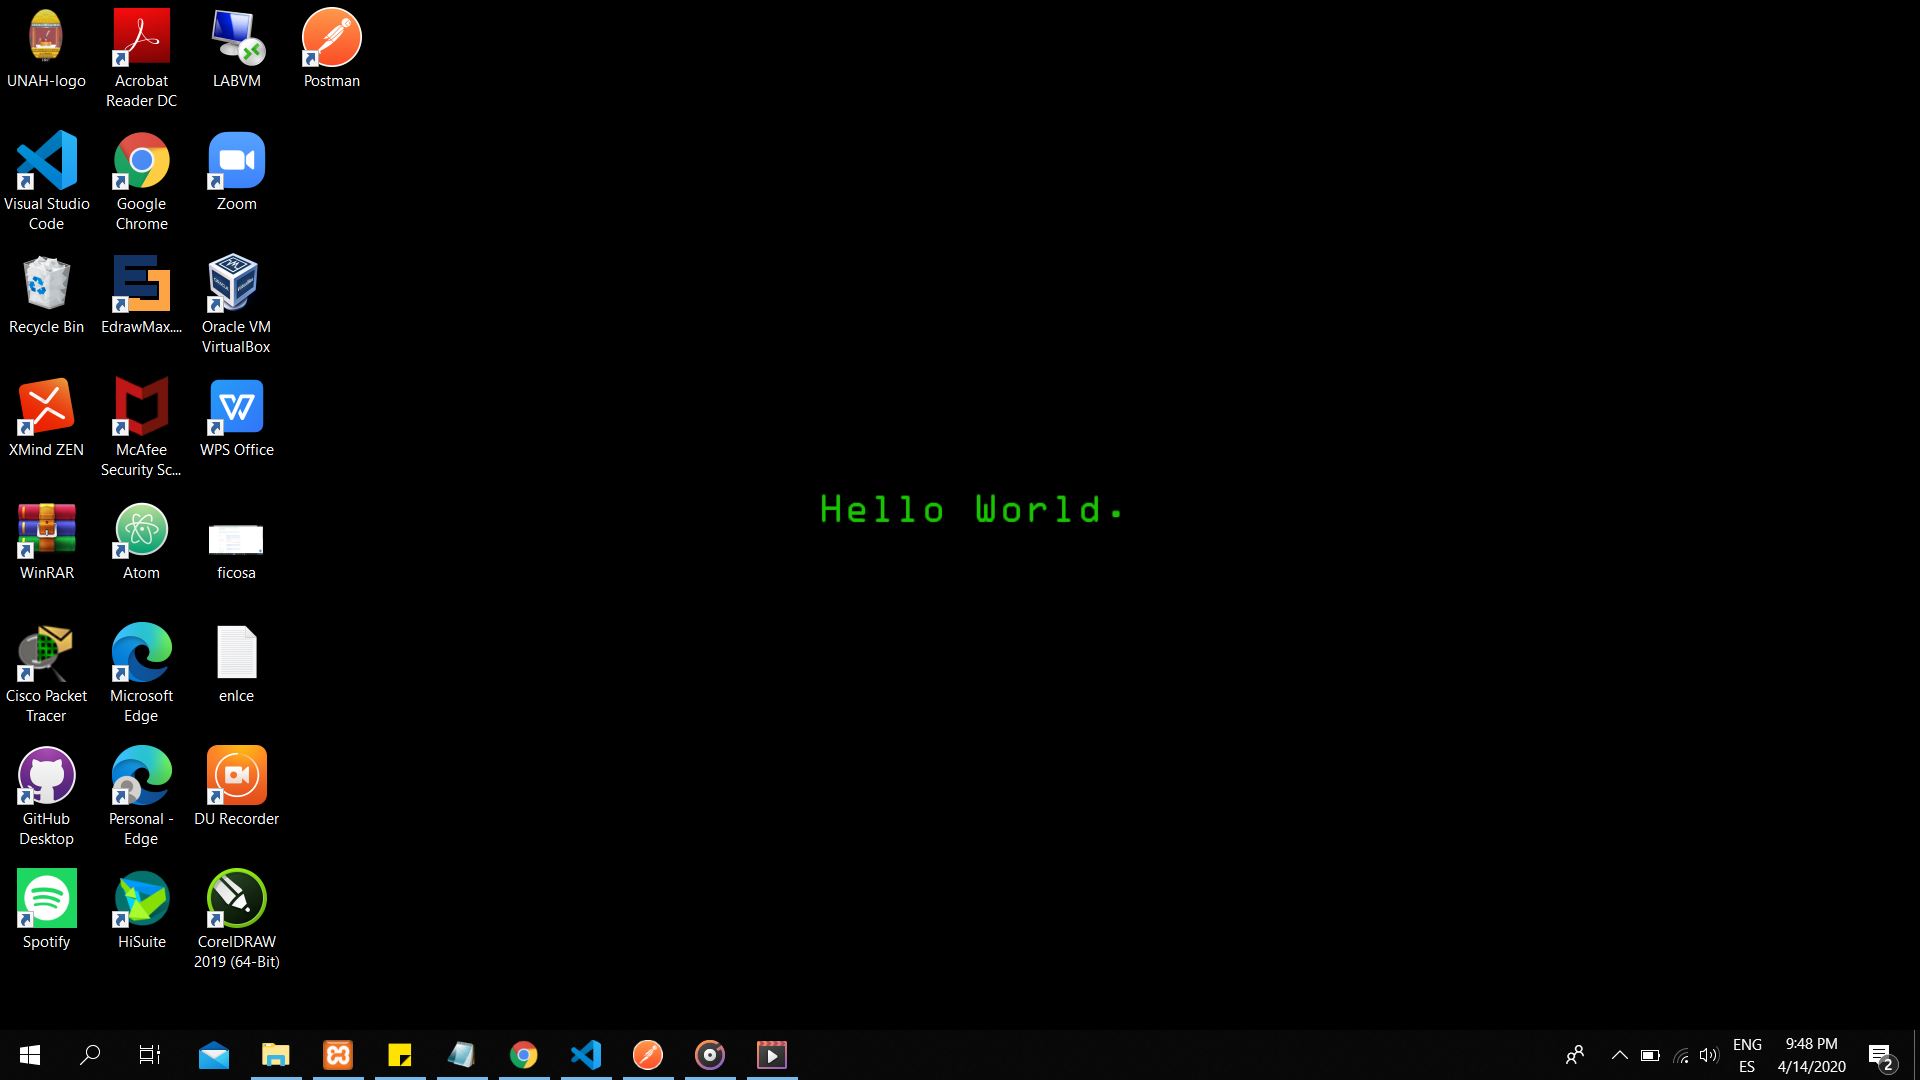 UNAH-logo
Acrobat
Reader DC
LABVM
Postman
Visual Studio
Code
Google
Chrome
Zoom
Recycle Bin
EdrawMax....
Oracle VM
VirtualBox
XMind ZEN
McAfee
Security Sc...
WPS Office
Hello World.
WinRAR
Atom
ficosa
Cisco Packet
Tracer
Microsoft
Edge
enlce
GitHub
Desktop
Personal -
Edge
DU Recorder
Spotify
HiSuite
CorelDRAW
2019 (64-Bit)
ENG
ES
9:48 PM
4/14/2020
2